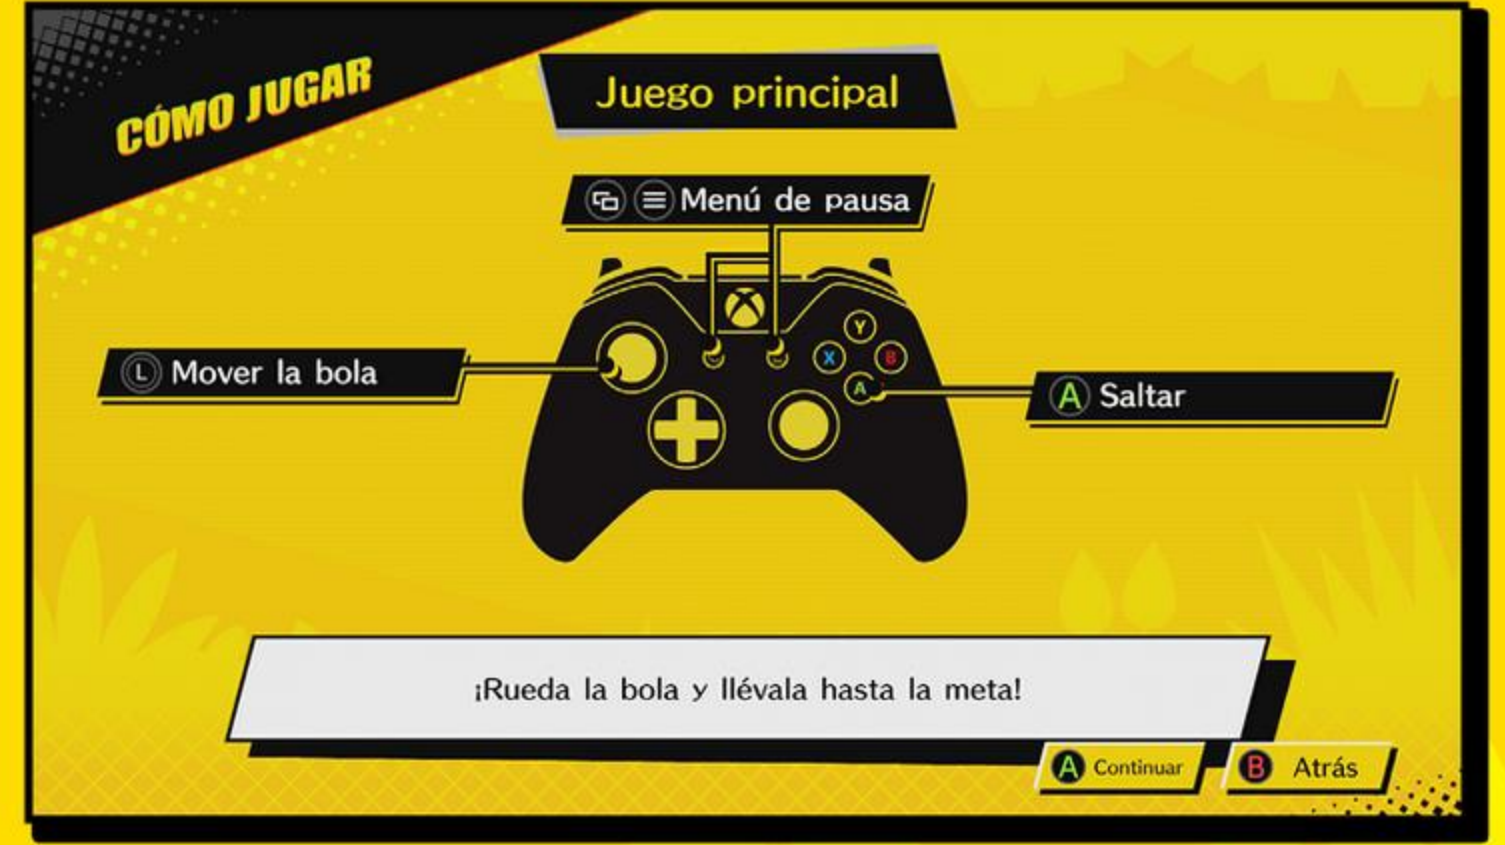 CÓMO JUGAR
Juego principal
Menú de pausa
L Mover la bola
Y
X
B
A
A Saltar
¡Rueda la bola y llévala hasta la meta!
A Continuar
B Atrás